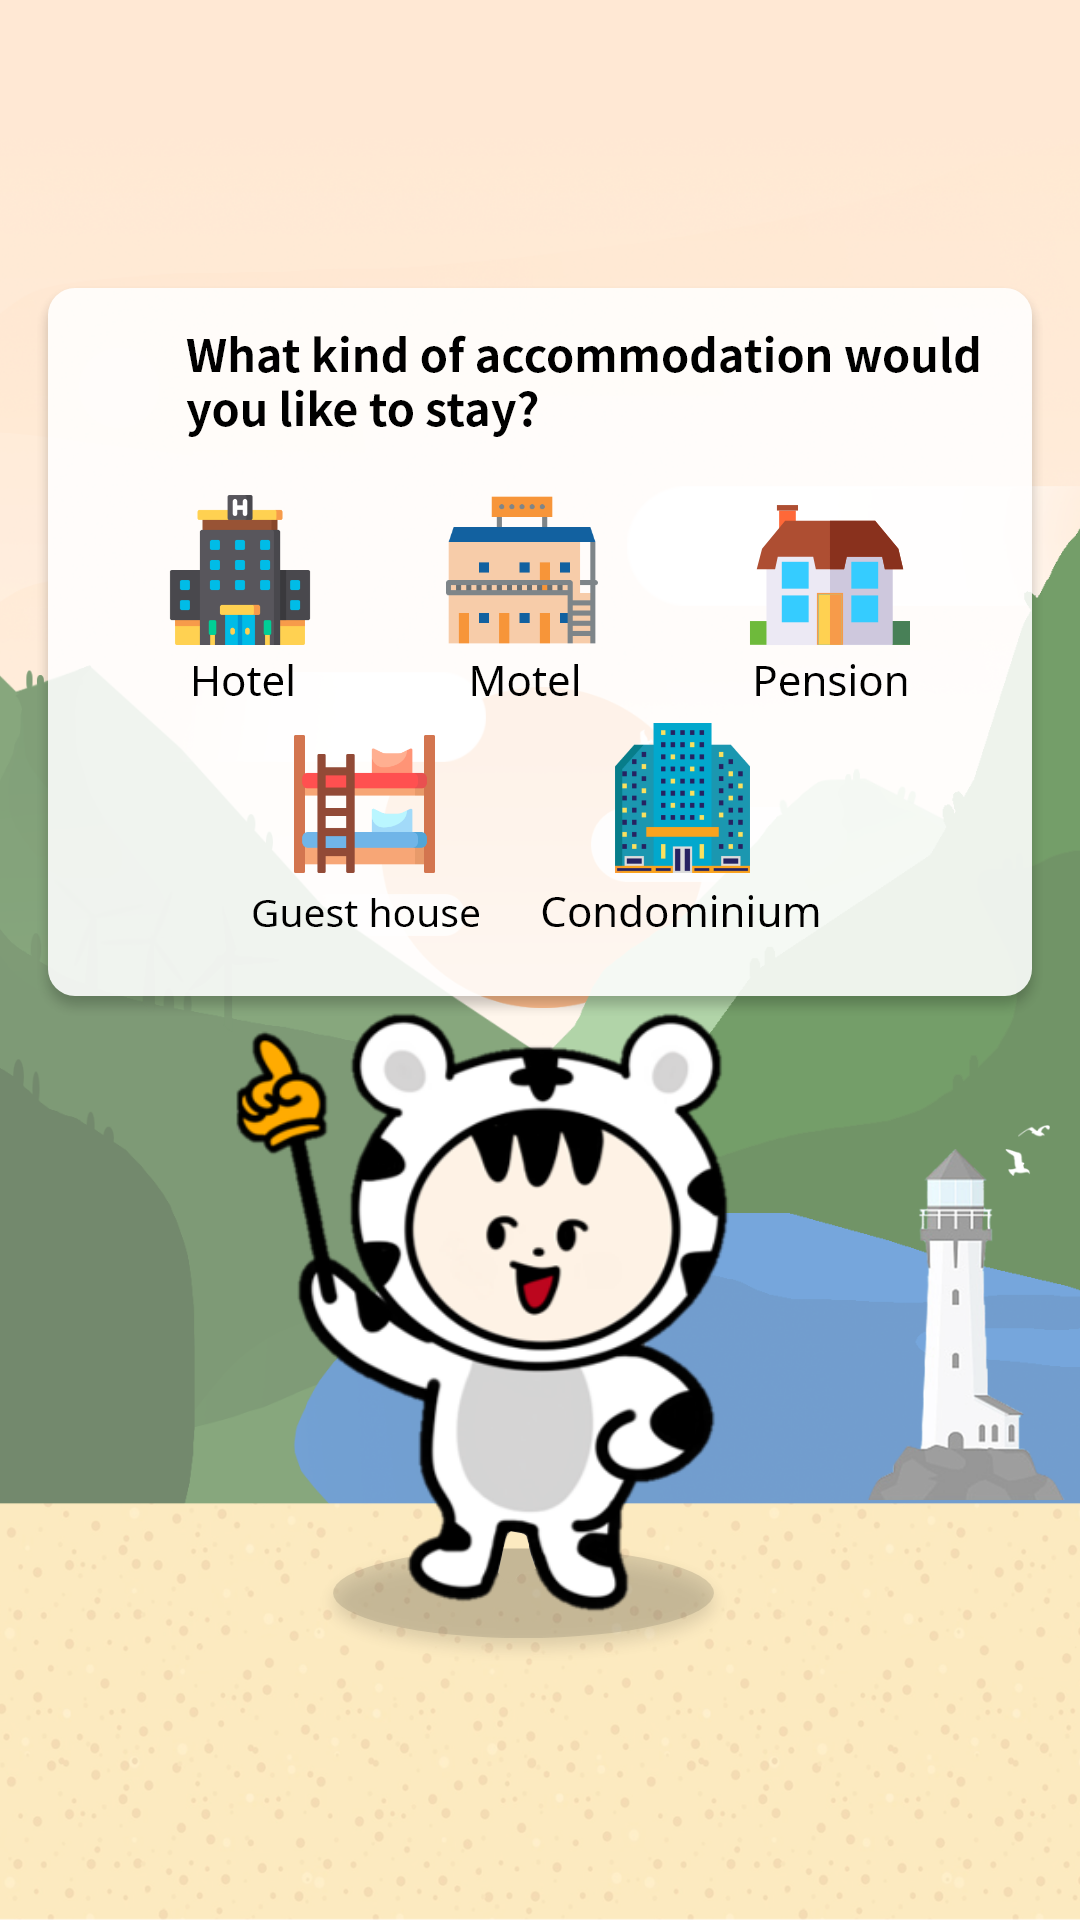 What kind of accommodation would
you like to stay?
H
Hotel
Motel
Pension
Guest house
Condominium